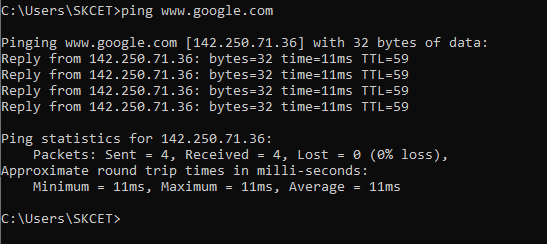 C:\Users\SKCET>ping www.google.com
Pinging www.google.com [142.250.71.36] with 32 bytes of data:
Reply from 142.250.71.36: bytes=32 time=11ms TTL=59
Reply from 142.250.71.36: bytes=32 time=11ms TTL=59
Reply from 142.250.71.36: bytes=32 time=11ms TTL=59
Reply from 142.250.71.36: bytes=32 time=11ms TTL=59
Ping statistics for 142.250.71.36:
    Packets: Sent = 4, Received = 4, Lost = 0 (0% loss),
Approximate round trip times in milli-seconds:
    Minimum = 11ms, Maximum = 11ms, Average = 11ms
C:\Users\SKCET>